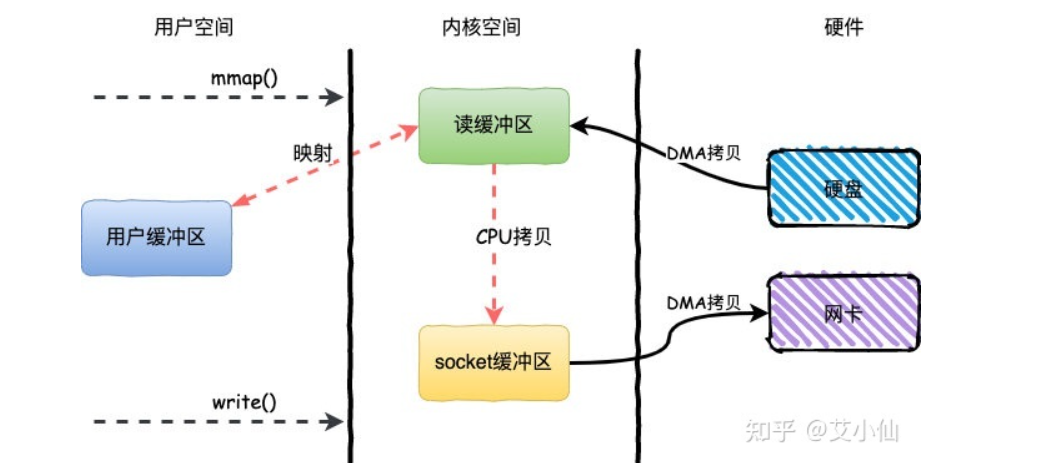 用户空间
内核空间
硬件
mmap()
读缓冲区
映射
DMA拷贝
硬盘
用户缓冲区
CPU拷贝
DMA拷贝
网卡
socket缓冲区
write()
知乎 @艾小仙